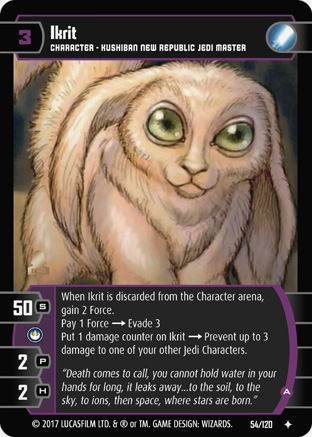 3
Ikrit
CHARACTER - KUSHIBAN NEW REPUBLIC JEDI MASTER
50 S
2 P
2 H
When Ikrit is discarded from the Character arena,
gain 2 Force.
Pay 1 Force → Evade 3
Put 1 damage counter on Ikrit → Prevent up to 3
damage to one of your other Jedi Characters.
"Death comes to call, you cannot hold water in your
hands for long, it leaks away...to the soil, to the
sky, to ions, then space, where stars are born."
A
© 2017 LUCASFILM LTD. & ® or TM. GAME DESIGN: WIZARDS.
54/120